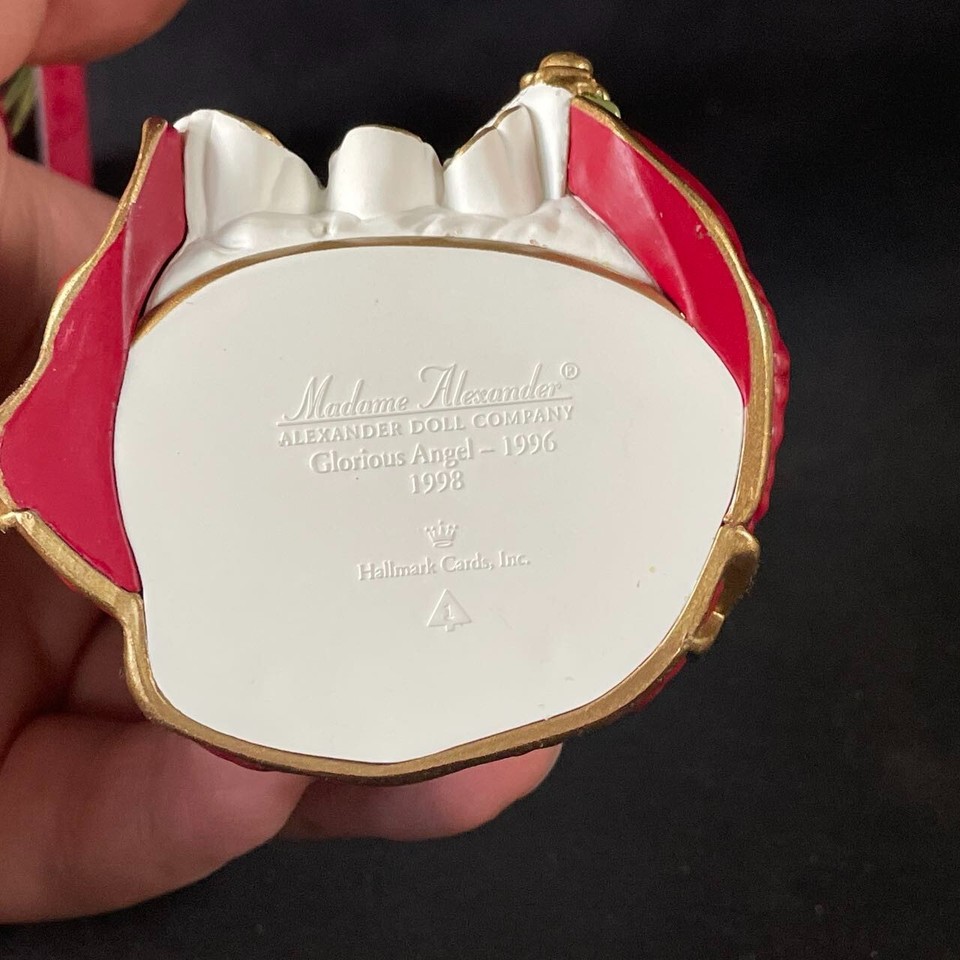 Madame Alexander®
ALEXANDER DOLL COMPANY
Glorious Angel – 1996
1998
Hallmark Cards, Inc.
1